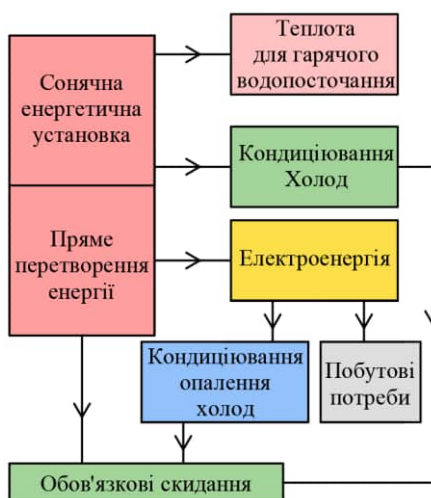 Сонячна
енергетична
установка
Теплота
для гарячого
водопосточання
Кондиціювання
Холод
Пряме
перетворення
енергії
Електроенергія
Кондиціювання
опалення
холод
Побутові
потреби
Обов'язкові скидання